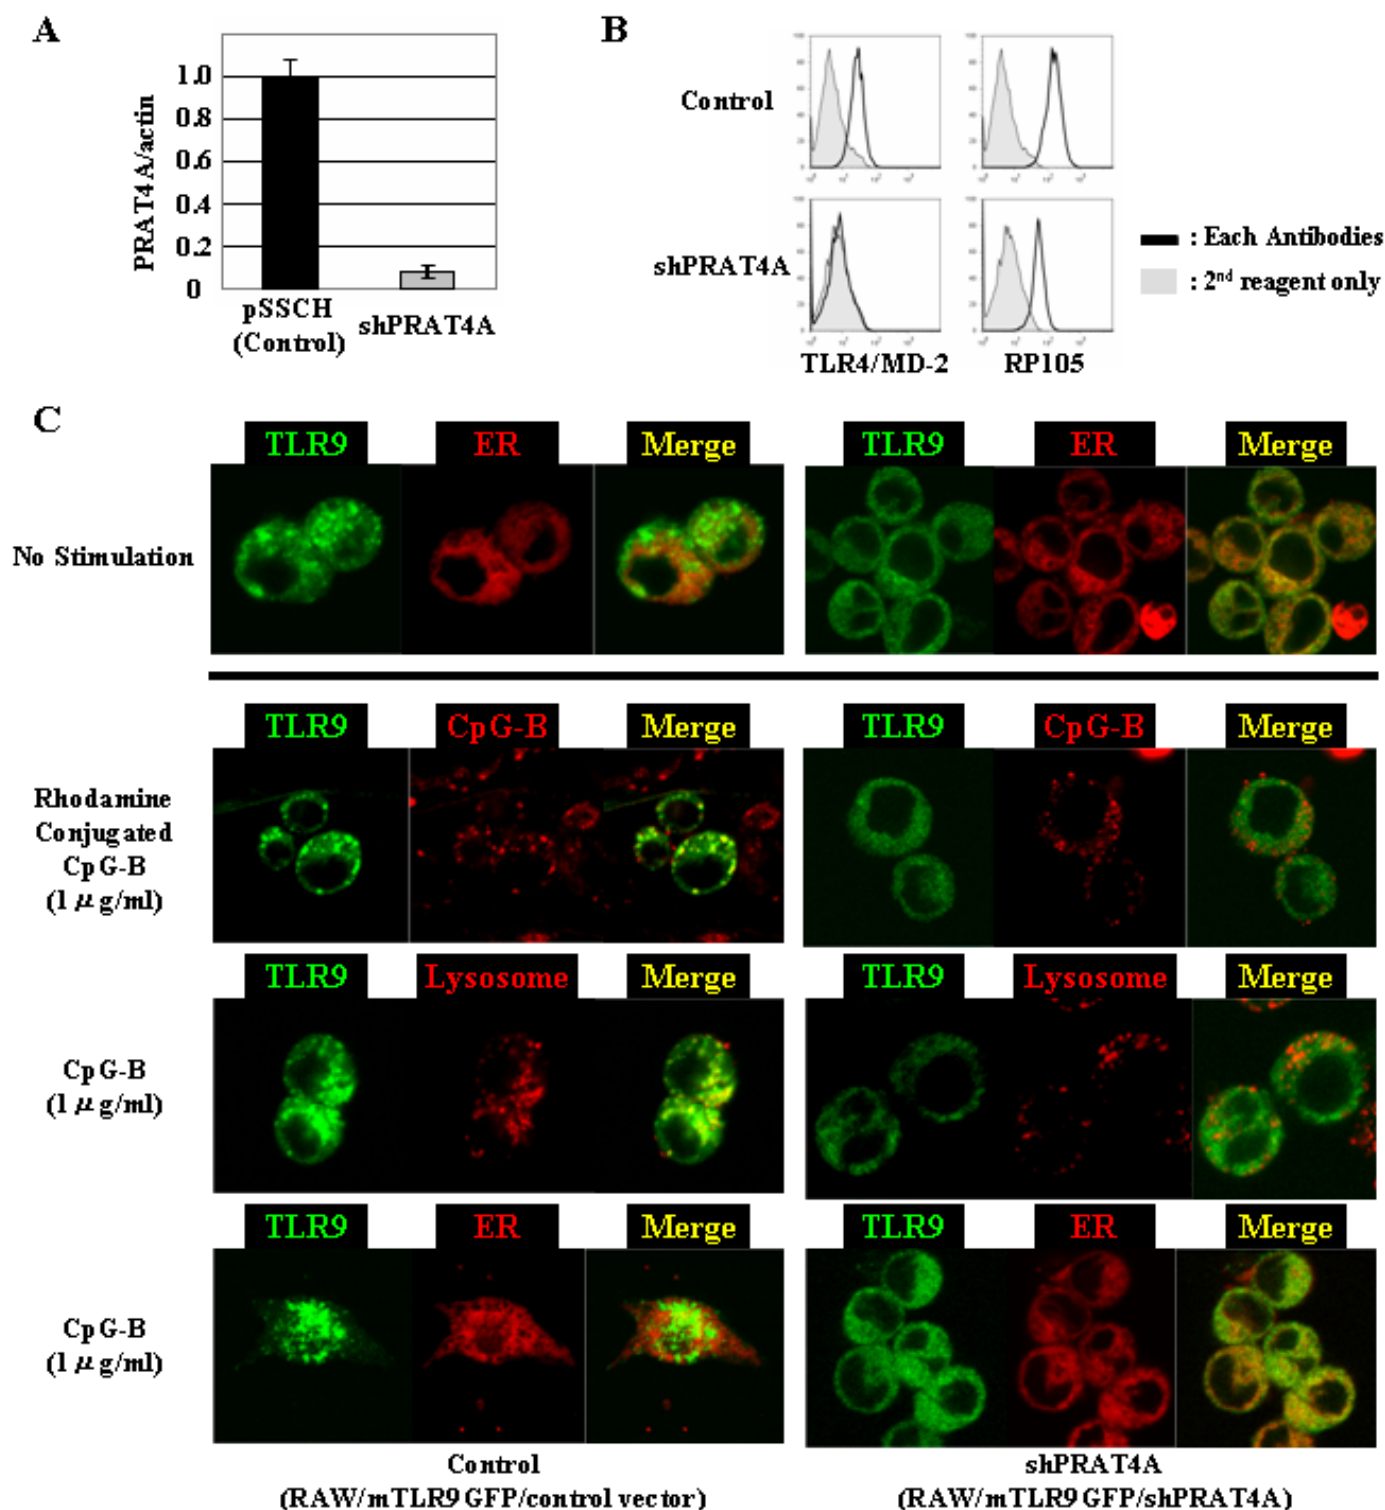 A
PRAT4A/actin
1.0
0.8
0.6
0.4
0.2
0
pSSCH
(Control)
shPRAT4A
B
Control
shPRAT4A
TLR4/MD-2
RP105
: Each Antibodies
: 2nd reagent only
C
TLR9 ER Merge TLR9 ER Merge
No Stimulation
TLR9 CpG-B Merge TLR9 CpG-B Merge
Rhodamine
Conjugated
CpG-B
(1 μg/ml)
TLR9 Lysosome Merge TLR9 Lysosome Merge
CpG-B
(1 μg/ml)
TLR9 ER Merge TLR9 ER Merge
CpG-B
(1 μg/ml)
Control
(RAW/mTLR9 GFP/control vector)
shPRAT4A
(RAW/mTLR9 GFP/shPRAT4A)